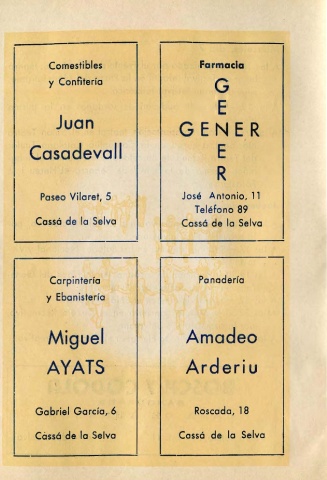 Comestibles
y Confitería
Juan
Casadevall
Paseo Vilaret, 5
Cassá de la Selva
Farmacia
G
E
N
GENER
E
R
José Antonio, 11
Teléfono 89
Cassá de la Selva
Carpintería
y Ebanistería
Miguel
AYATS
Gabriel García, 6
Cassá de la Selva
Panadería
Amadeo
Arderiu
Roscada, 18
Cassá de la Selva